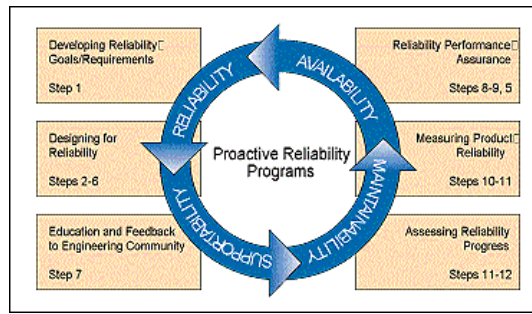 Developing Reliability
Goals/Requirements
Step 1
Reliability Performance
Assurance
Steps 8-9, 5
RELIABILITY
AVAILABILITY
Designing for
Reliability
Steps 2-6
Proactive Reliability
Programs
Measuring Product
Reliability
Steps 10-11
SUPPORTABILITY
MAINTAINABILITY
Education and Feedback
to Engineering Community
Step 7
Assessing Reliability
Progress
Steps 11-12